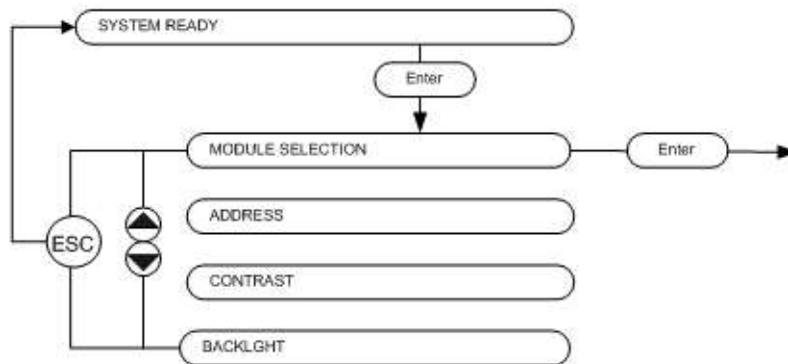 SYSTEM READY
Enter
MODULE SELECTION
Enter
ADDRESS
ESC
CONTRAST
BACKLGHT